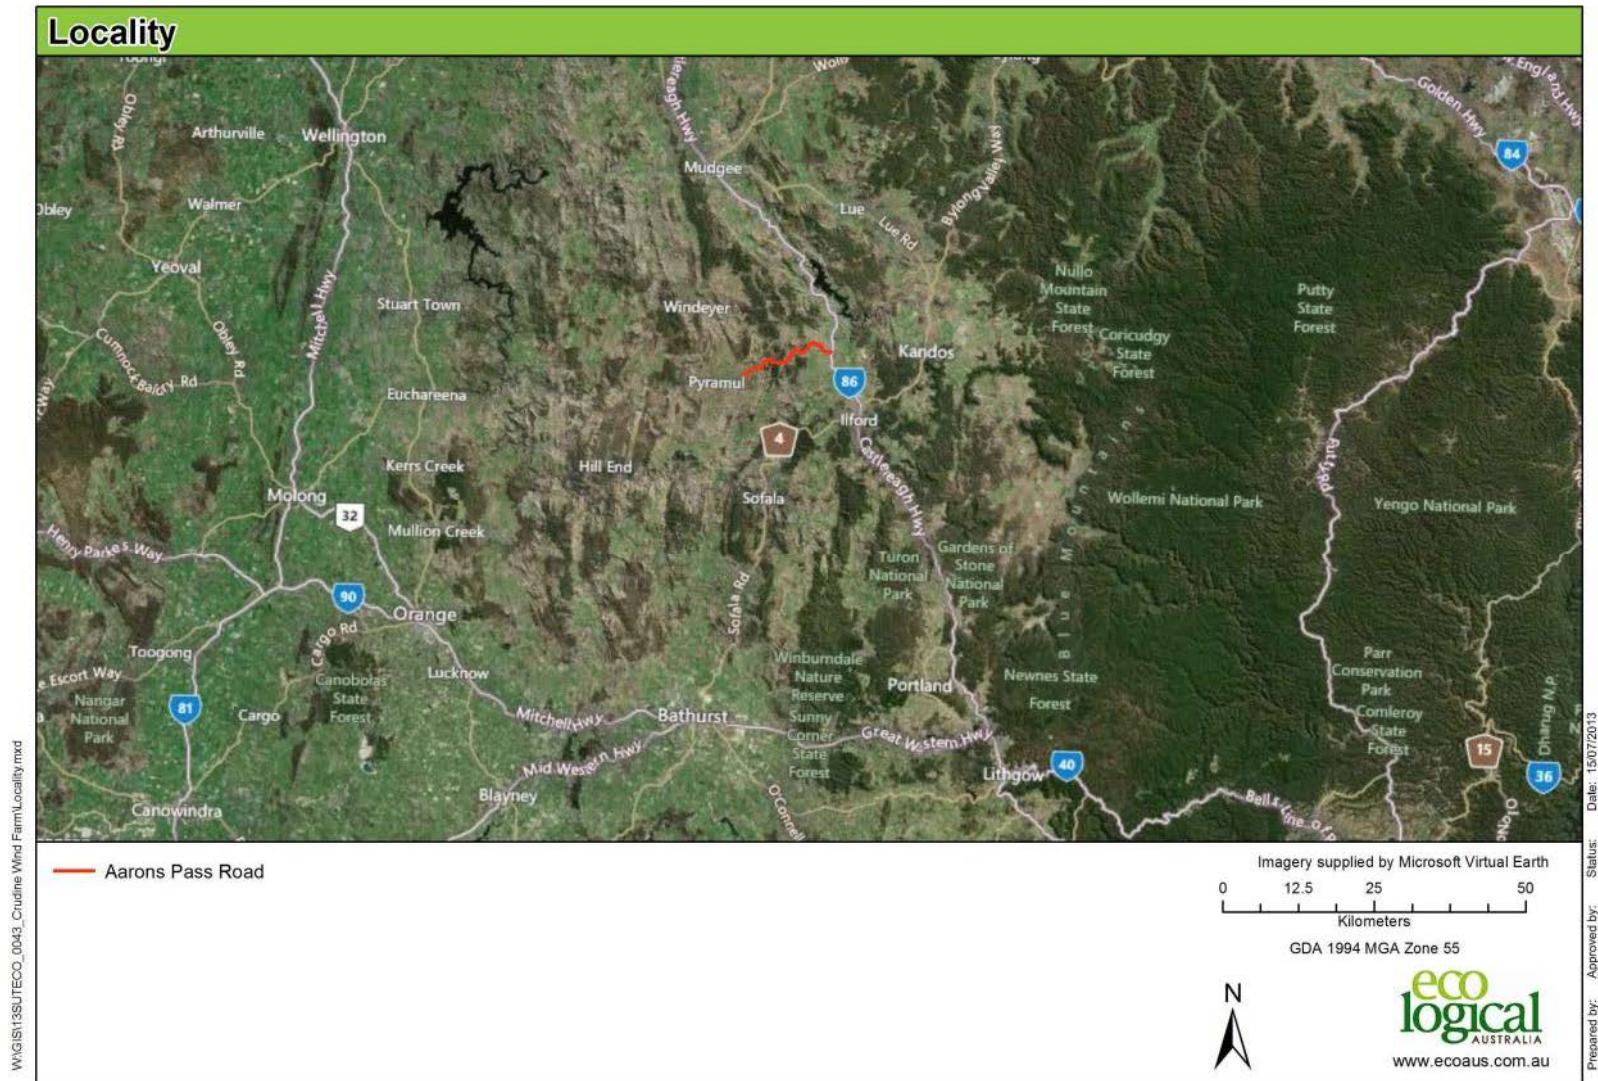 Locality
Arthurville
Wellington
Obley Rd
Golden Hwy
84
Mudgee
Obley
Walmer
Lue
Lue Rd
Bylong Valley Way
Yeoval
Mitchell Hwy
Stuart Town
Windeyer
Nullo
Mountain
State
Forest
Putty
State
Forest
Coricudgy
State
Forest
Obley Rd
Kandos
Pyramul
86
Euchareena
Ilford
4
Castlereagh Hwy
Kerrs Creek
Hill End
Sofala
Molong
32
Mullion Creek
Blue Mountains
Wollemi National Park
Putty Rd
Yengo National Park
Henry Parkes Way
Turon
National
Park
Gardens of
Stone
National
Park
90
Orange
Sofala Rd
Cargo Rd
Toogong
Lucknow
Escort Way
Nangar
National
Park
Canobolas
State
Forest
Winburndale
Nature
Reserve
Portland
Newnes State
Forest
Parr
Conservation
Park
Comleroy
State
Forest
Dharug N.P.
81
Cargo
Mitchell Hwy
Bathurst
Sunny
Corner
State
Forest
Great Western Hwy
Mid Western Hwy
15
36
Lithgow
40
Canowindra
Blayney
O'Connell
Aarons Pass Road
Imagery supplied by Microsoft Virtual Earth
0 12.5 25 50
Kilometers
GDA 1994 MGA Zone 55
N
eco
logical
AUSTRALIA
www.ecoaus.com.au
W:\GIS\13SUTECO_0043_Crudine Wind Farm\Locality.mxd
Prepared by: Approved by: Status: Date: 15/07/2013